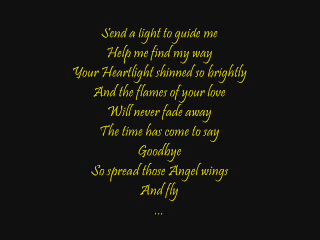 Send a light to guide me
Help me find my way
Your Heartlight shinned so brightly
And the flames of your love
Will never fade away
The time has come to say
Goodbye
So spread those Angel wings
And fly
...